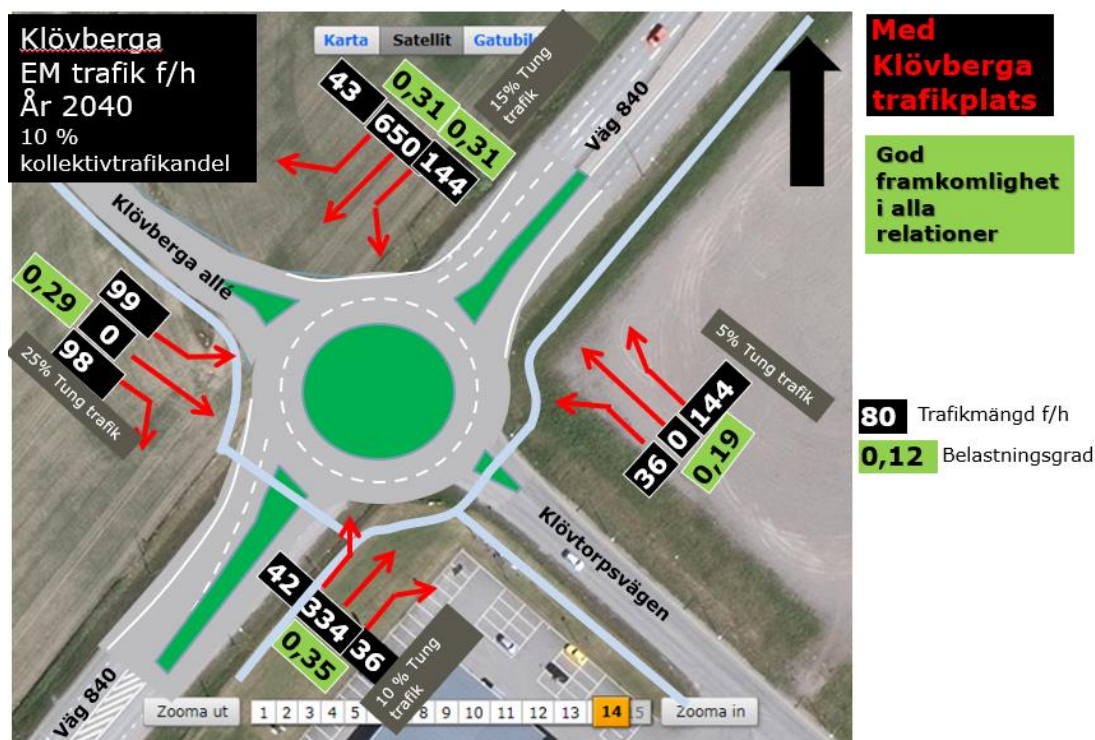 Klövberga
EM trafik f/h
År 2040
10 %
kollektivtrafikandel
Karta
Satellit
Gatubil
Väg 840
15% Tung
trafik
0,31
0,31
43
650
144
Med
Klövberga
trafikplats
God
framkomlighet
i alla
relationer
Klövberga allé
0,29
99
0
98
25% Tung trafik
5% Tung trafik
144
0
36
0,19
80 Trafikmängd f/h
0,12 Belastningsgrad
Klövtorpsvägen
42
334
36
0,35
10 % Tung
trafik
Väg 840
Zooma ut
1 2 3 4 5 8 9 10 11 12 13 14 15
Zooma in